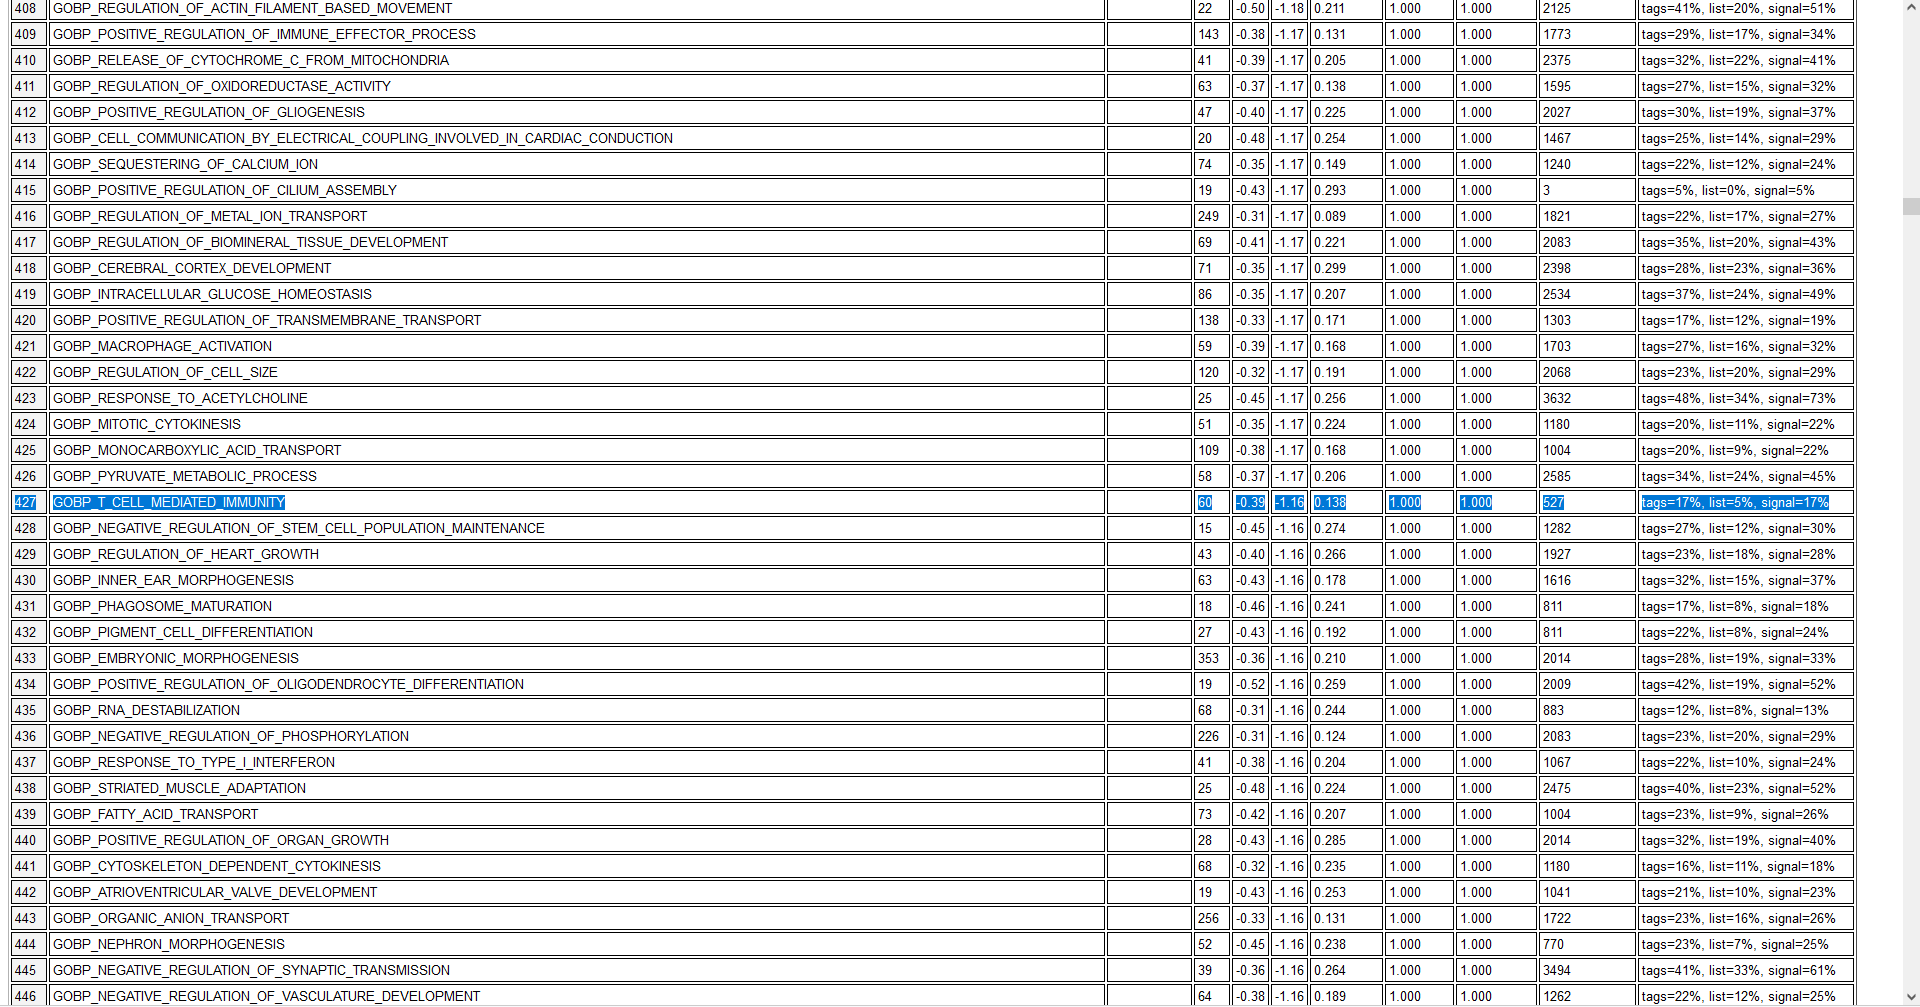 408 GOBP_REGULATION_OF_ACTIN_FILAMENT_BASED_MOVEMENT 22 -0.50 -1.18 0.211 1.000 1.000 2125 tags=41%, list=20%, signal=51%
409 GOBP_POSITIVE_REGULATION_OF_IMMUNE_EFFECTOR_PROCESS 143 -0.38 -1.17 0.131 1.000 1.000 1773 tags=29%, list=17%, signal=34%
410 GOBP_RELEASE_OF_CYTOCHROME_C_FROM_MITOCHONDRIA 41 -0.39 -1.17 0.205 1.000 1.000 2375 tags=32%, list=22%, signal=41%
411 GOBP_REGULATION_OF_OXIDOREDUCTASE_ACTIVITY 63 -0.37 -1.17 0.138 1.000 1.000 1595 tags=27%, list=15%, signal=32%
412 GOBP_POSITIVE_REGULATION_OF_GLIOGENESIS 47 -0.40 -1.17 0.225 1.000 1.000 2027 tags=30%, list=19%, signal=37%
413 GOBP_CELL_COMMUNICATION_BY_ELECTRICAL_COUPLING_INVOLVED_IN_CARDIAC_CONDUCTION 20 -0.48 -1.17 0.254 1.000 1.000 1467 tags=25%, list=14%, signal=29%
414 GOBP_SEQUESTERING_OF_CALCIUM_ION 74 -0.35 -1.17 0.149 1.000 1.000 1240 tags=22%, list=12%, signal=24%
415 GOBP_POSITIVE_REGULATION_OF_CILIUM_ASSEMBLY 19 -0.43 -1.17 0.293 1.000 1.000 3 tags=5%, list=0%, signal=5%
416 GOBP_REGULATION_OF_METAL_ION_TRANSPORT 249 -0.31 -1.17 0.089 1.000 1.000 1821 tags=22%, list=17%, signal=27%
417 GOBP_REGULATION_OF_BIOMINERAL_TISSUE_DEVELOPMENT 69 -0.41 -1.17 0.221 1.000 1.000 2083 tags=35%, list=20%, signal=43%
418 GOBP_CEREBRAL_CORTEX_DEVELOPMENT 71 -0.35 -1.17 0.299 1.000 1.000 2398 tags=28%, list=23%, signal=36%
419 GOBP_INTRACELLULAR_GLUCOSE_HOMEOSTASIS 86 -0.35 -1.17 0.207 1.000 1.000 2534 tags=37%, list=24%, signal=49%
420 GOBP_POSITIVE_REGULATION_OF_TRANSMEMBRANE_TRANSPORT 138 -0.33 -1.17 0.171 1.000 1.000 1303 tags=17%, list=12%, signal=19%
421 GOBP_MACROPHAGE_ACTIVATION 59 -0.39 -1.17 0.168 1.000 1.000 1703 tags=27%, list=16%, signal=32%
422 GOBP_REGULATION_OF_CELL_SIZE 120 -0.32 -1.17 0.191 1.000 1.000 2068 tags=23%, list=20%, signal=29%
423 GOBP_RESPONSE_TO_ACETYLCHOLINE 25 -0.45 -1.17 0.256 1.000 1.000 3632 tags=48%, list=34%, signal=73%
424 GOBP_MITOTIC_CYTOKINESIS 51 -0.35 -1.17 0.224 1.000 1.000 1180 tags=20%, list=11%, signal=22%
425 GOBP_MONOCARBOXYLIC_ACID_TRANSPORT 109 -0.38 -1.17 0.168 1.000 1.000 1004 tags=20%, list=9%, signal=22%
426 GOBP_PYRUVATE_METABOLIC_PROCESS 58 -0.37 -1.17 0.206 1.000 1.000 2585 tags=34%, list=24%, signal=45%
427 GOBP_T_CELL_MEDIATED_IMMUNITY 60 -0.39 -1.16 0.138 1.000 1.000 527 tags=17%, list=5%, signal=17%
428 GOBP_NEGATIVE_REGULATION_OF_STEM_CELL_POPULATION_MAINTENANCE 15 -0.45 -1.16 0.274 1.000 1.000 1282 tags=27%, list=12%, signal=30%
429 GOBP_REGULATION_OF_HEART_GROWTH 43 -0.40 -1.16 0.266 1.000 1.000 1927 tags=23%, list=18%, signal=28%
430 GOBP_INNER_EAR_MORPHOGENESIS 63 -0.43 -1.16 0.178 1.000 1.000 1616 tags=32%, list=15%, signal=37%
431 GOBP_PHAGOSOME_MATURATION 18 -0.46 -1.16 0.241 1.000 1.000 811 tags=17%, list=8%, signal=18%
432 GOBP_PIGMENT_CELL_DIFFERENTIATION 27 -0.43 -1.16 0.192 1.000 1.000 811 tags=22%, list=8%, signal=24%
433 GOBP_EMBRYONIC_MORPHOGENESIS 353 -0.36 -1.16 0.210 1.000 1.000 2014 tags=28%, list=19%, signal=33%
434 GOBP_POSITIVE_REGULATION_OF_OLIGODENDROCYTE_DIFFERENTIATION 19 -0.52 -1.16 0.259 1.000 1.000 2009 tags=42%, list=19%, signal=52%
435 GOBP_RNA_DESTABILIZATION 68 -0.31 -1.16 0.244 1.000 1.000 883 tags=12%, list=8%, signal=13%
436 GOBP_NEGATIVE_REGULATION_OF_PHOSPHORYLATION 226 -0.31 -1.16 0.124 1.000 1.000 2083 tags=23%, list=20%, signal=29%
437 GOBP_RESPONSE_TO_TYPE_I_INTERFERON 41 -0.38 -1.16 0.204 1.000 1.000 1067 tags=22%, list=10%, signal=24%
438 GOBP_STRIATED_MUSCLE_ADAPTATION 25 -0.48 -1.16 0.224 1.000 1.000 2475 tags=40%, list=23%, signal=52%
439 GOBP_FATTY_ACID_TRANSPORT 73 -0.42 -1.16 0.207 1.000 1.000 1004 tags=23%, list=9%, signal=26%
440 GOBP_POSITIVE_REGULATION_OF_ORGAN_GROWTH 28 -0.43 -1.16 0.285 1.000 1.000 2014 tags=32%, list=19%, signal=40%
441 GOBP_CYTOSKELETON_DEPENDENT_CYTOKINESIS 68 -0.32 -1.16 0.235 1.000 1.000 1180 tags=16%, list=11%, signal=18%
442 GOBP_ATRIOVENTRICULAR_VALVE_DEVELOPMENT 19 -0.43 -1.16 0.253 1.000 1.000 1041 tags=21%, list=10%, signal=23%
443 GOBP_ORGANIC_ANION_TRANSPORT 256 -0.33 -1.16 0.131 1.000 1.000 1722 tags=23%, list=16%, signal=26%
444 GOBP_NEPHRON_MORPHOGENESIS 52 -0.45 -1.16 0.238 1.000 1.000 770 tags=23%, list=7%, signal=25%
445 GOBP_NEGATIVE_REGULATION_OF_SYNAPTIC_TRANSMISSION 39 -0.36 -1.16 0.264 1.000 1.000 3494 tags=41%, list=33%, signal=61%
446 GOBP_NEGATIVE_REGULATION_OF_VASCULATURE_DEVELOPMENT 64 -0.38 -1.16 0.189 1.000 1.000 1262 tags=22%, list=12%, signal=25%